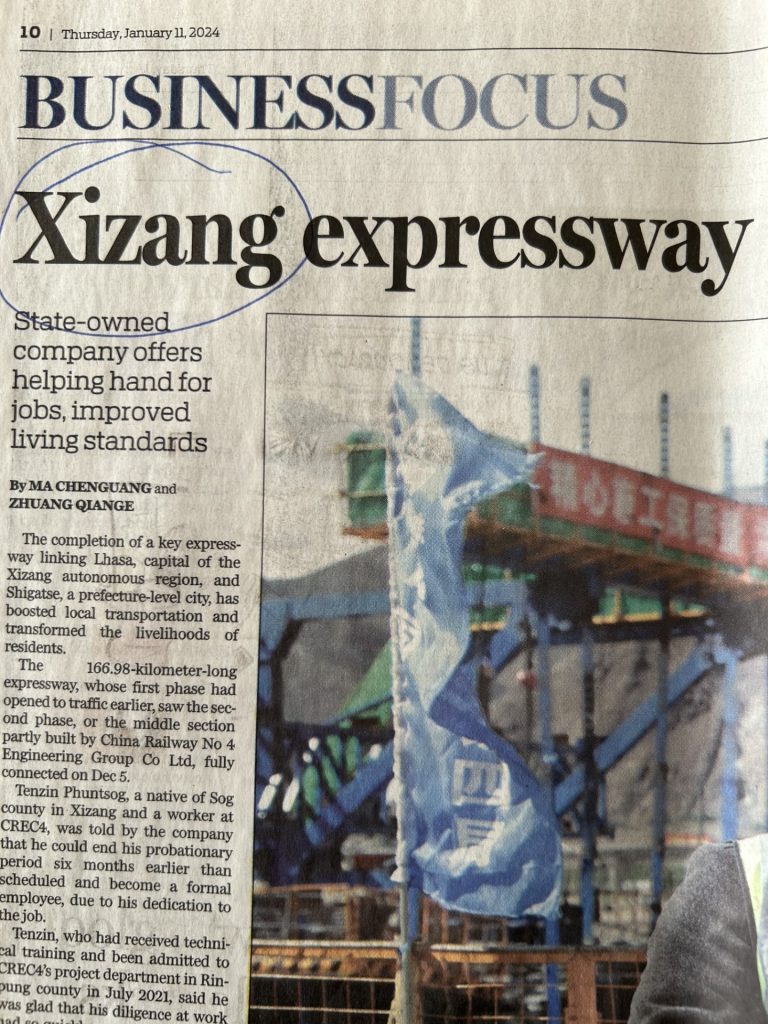 10 | Thursday, January 11, 2024
BUSINESSFOCUS
Xizang expressway
State-owned
company offers
helping hand for
jobs, improved
living standards
By MA CHENGUANG and
ZHUANG QIANGE
The completion of a key express-
way linking Lhasa, capital of the
Xizang autonomous region, and
Shigatse, a prefecture-level city, has
boosted local transportation and
transformed the livelihoods of
residents.
The 166.98-kilometer-long
expressway, whose first phase had
opened to traffic earlier, saw the sec-
ond phase, or the middle section
partly built by China Railway No 4
Engineering Group Co Ltd, fully
connected on Dec 5.
Tenzin Phuntsog, a native of Sog
county in Xizang and a worker at
CREC4, was told by the company
that he could end his probationary
period six months earlier than
scheduled and become a formal
employee, due to his dedication to
the job.
Tenzin, who had received techni-
cal training and been admitted to
CREC4's project department in Rin-
pung county in July 2021, said he
was glad that his diligence at work
had so